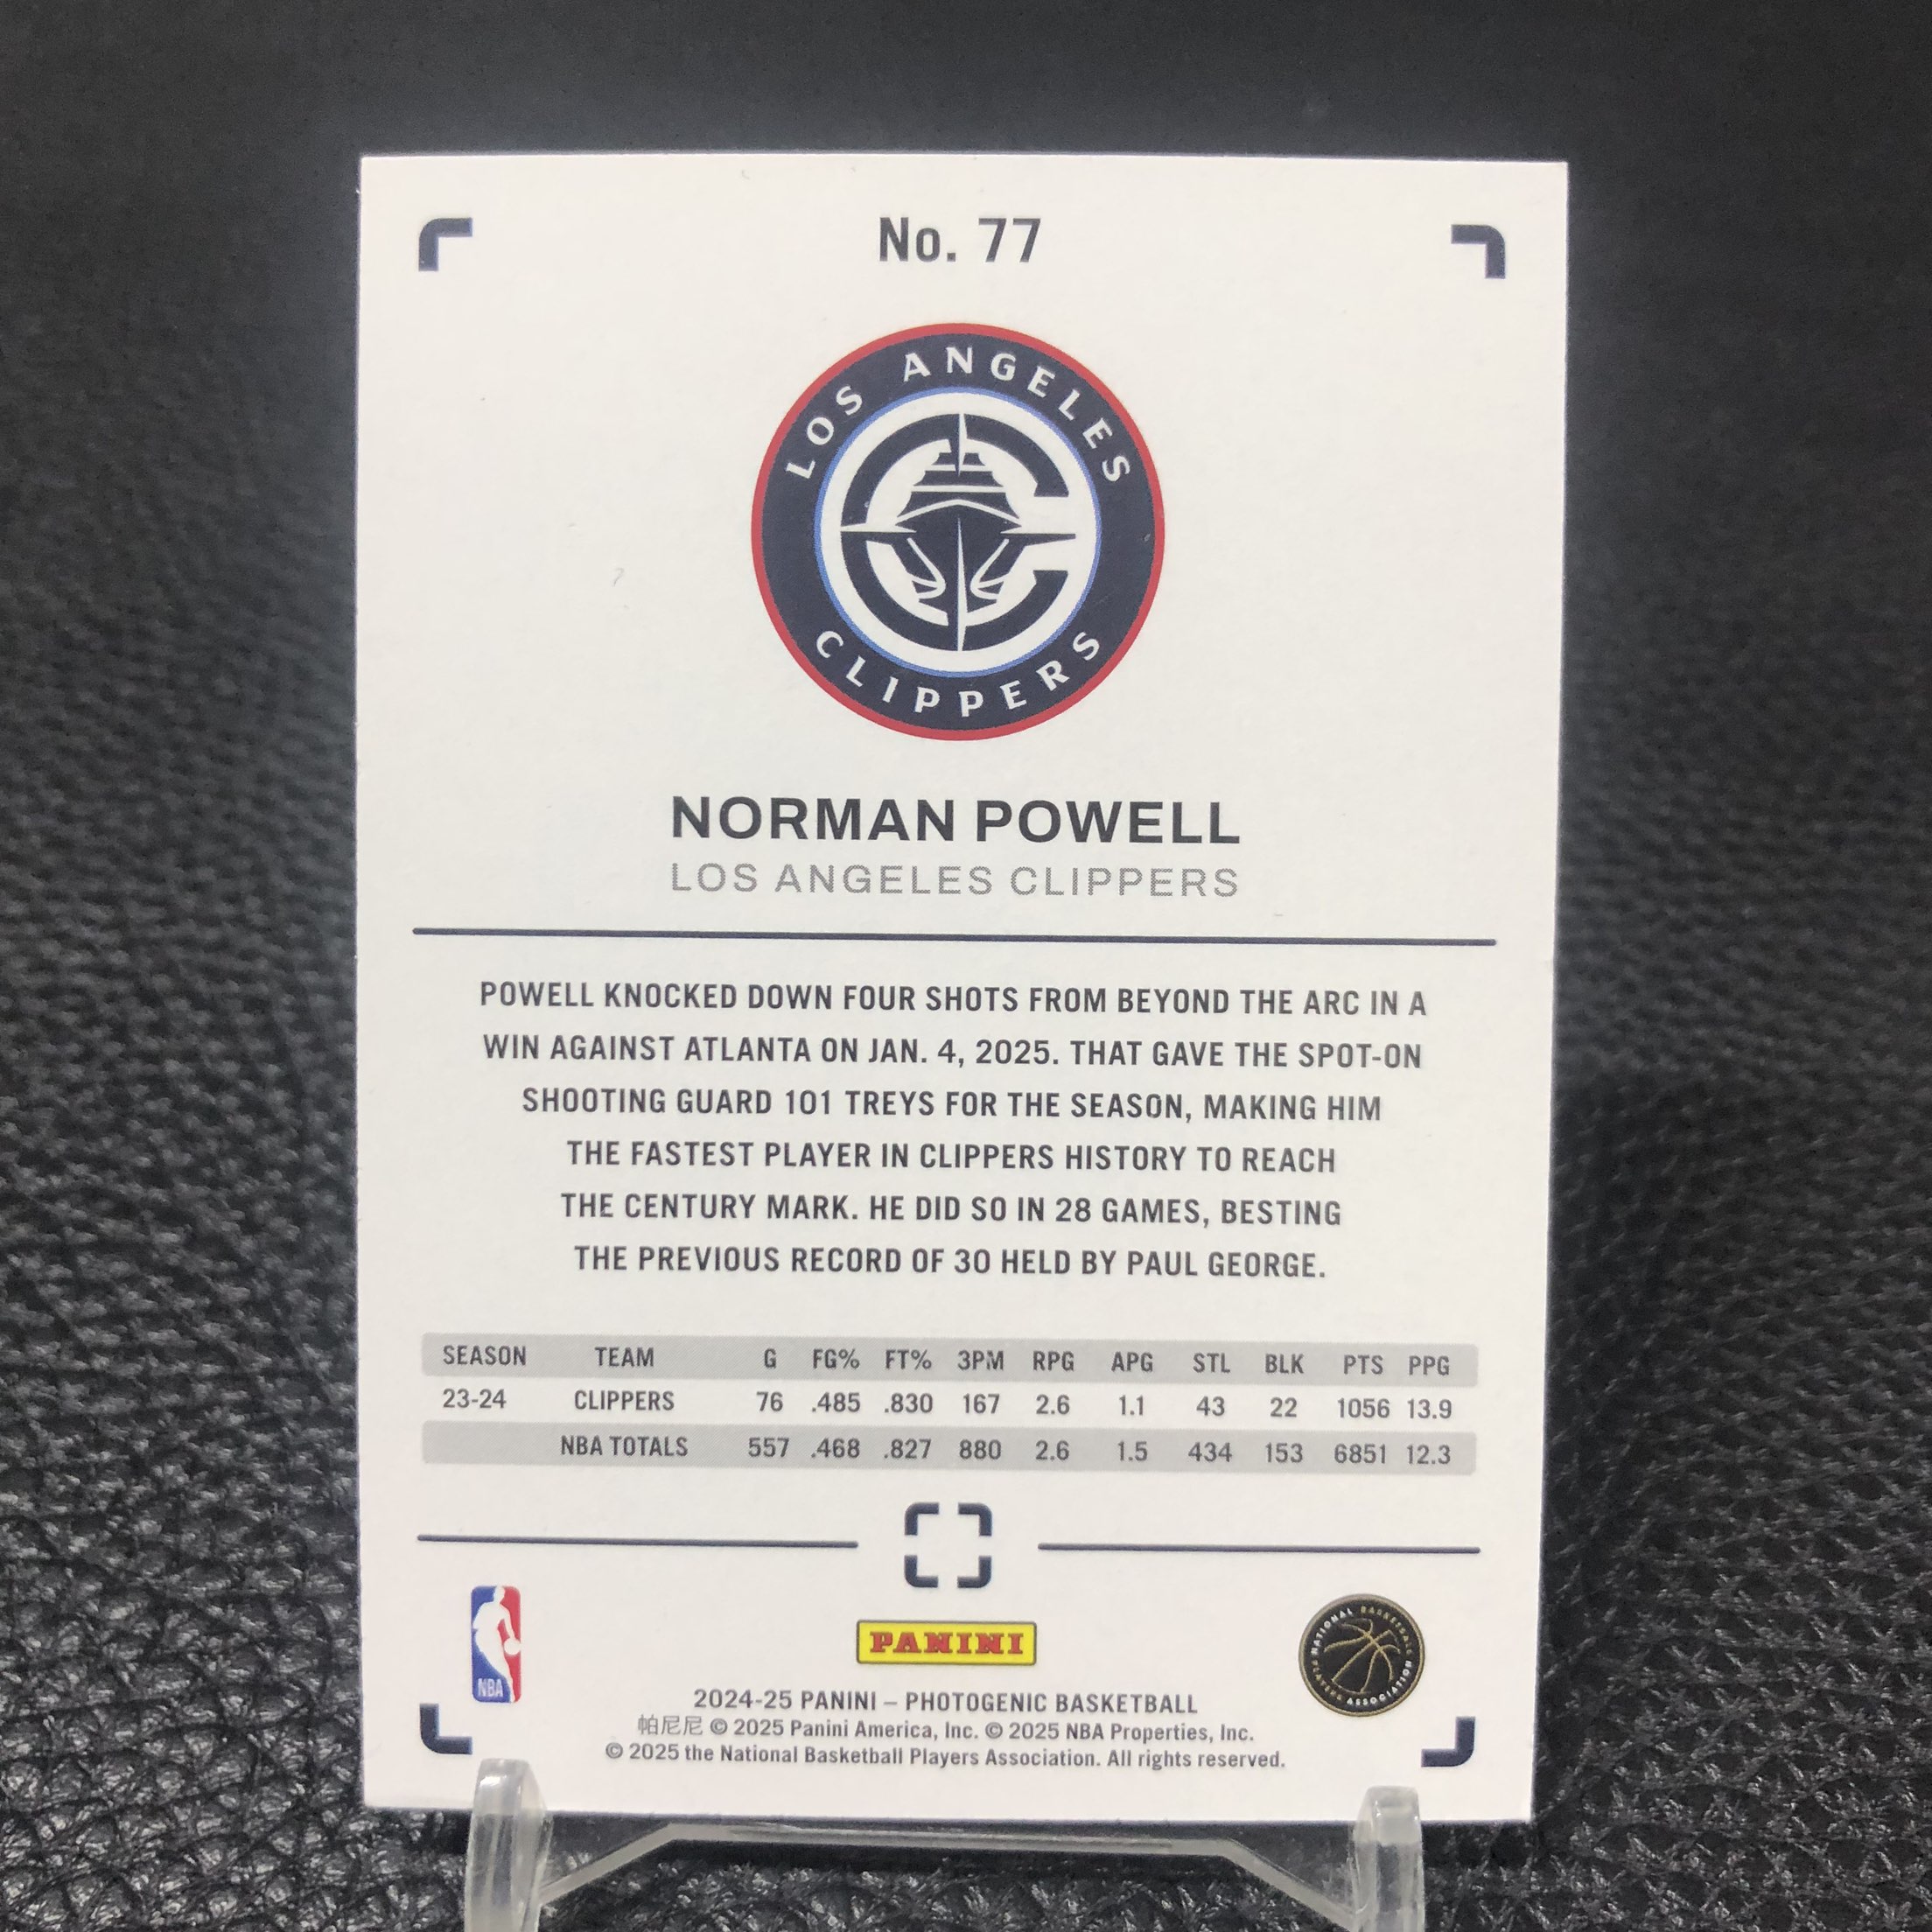 No. 77
LOS ANGELES
CLIPPERS
NORMAN POWELL
LOS ANGELES CLIPPERS
POWELL KNOCKED DOWN FOUR SHOTS FROM BEYOND THE ARC IN A
WIN AGAINST ATLANTA ON JAN. 4, 2025. THAT GAVE THE SPOT-ON
SHOOTING GUARD 101 TREYS FOR THE SEASON, MAKING HIM
THE FASTEST PLAYER IN CLIPPERS HISTORY TO REACH
THE CENTURY MARK. HE DID SO IN 28 GAMES, BESTING
THE PREVIOUS RECORD OF 30 HELD BY PAUL GEORGE.
SEASON TEAM G FG% FT% 3PM RPG APG STL BLK PTS PPG
23-24 CLIPPERS 76 .485 .830 167 2.6 1.1 43 22 1056 13.9
NBA TOTALS 557 .468 .827 880 2.6 1.5 434 153 6851 12.3
NBA
PANINI
NATIONAL BASKETBALL
PLAYERS ASSOCIATION
2024-25 PANINI – PHOTOGENIC BASKETBALL
帕尼尼 © 2025 Panini America, Inc. © 2025 NBA Properties, Inc.
© 2025 the National Basketball Players Association. All rights reserved.